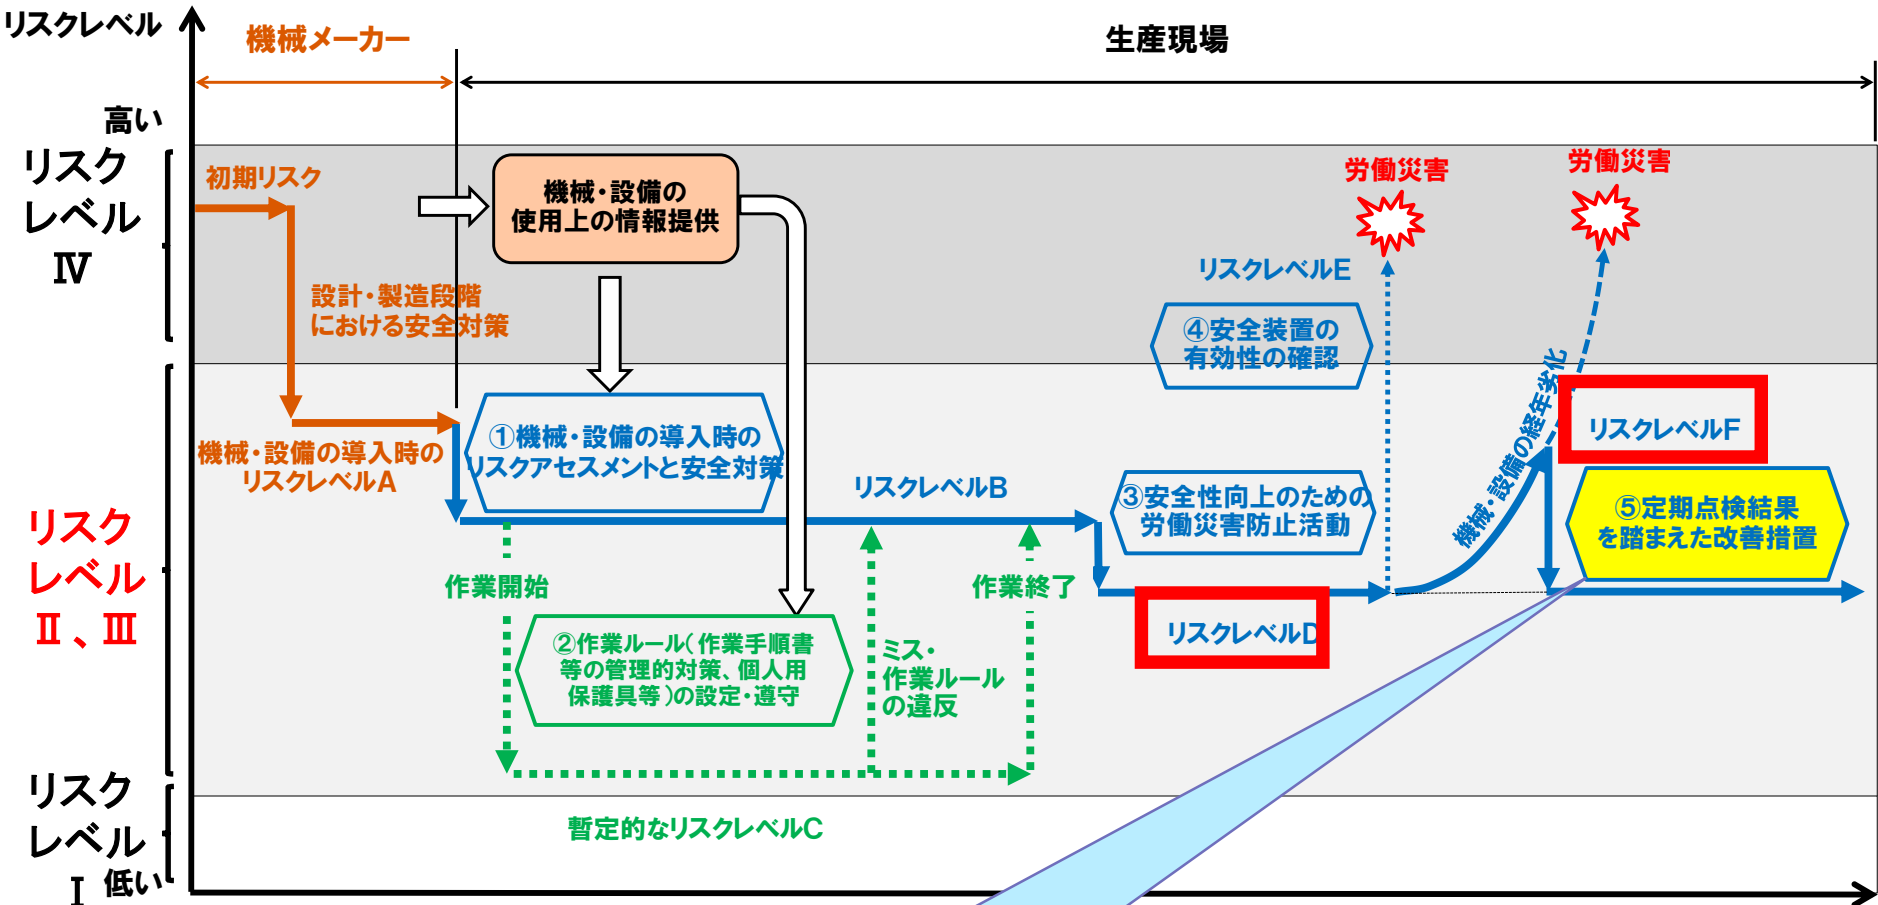 リスクレベル
機械メーカー
生産現場
高い
リスク
レベル
Ⅳ
初期リスク
機械・設備の
使用上の情報提供
労働災害
労働災害
設計・製造段階
における安全対策
リスクレベルE
④安全装置の
有効性の確認
機械・設備の導入時の
リスクレベルA
①機械・設備の導入時の
リスクアセスメントと安全対策
リスクレベルB
③安全性向上のための
労働災害防止活動
機械・設備の経年劣化
リスクレベルF
⑤定期点検結果
を踏まえた改善措置
リスク
レベル
Ⅱ、Ⅲ
作業開始
作業終了
リスクレベルD
②作業ルール(作業手順書
等の管理的対策、個人用
保護具等)の設定・遵守
ミス・
作業ルール
の違反
リスク
レベル
Ⅰ
低い
暫定的なリスクレベルC